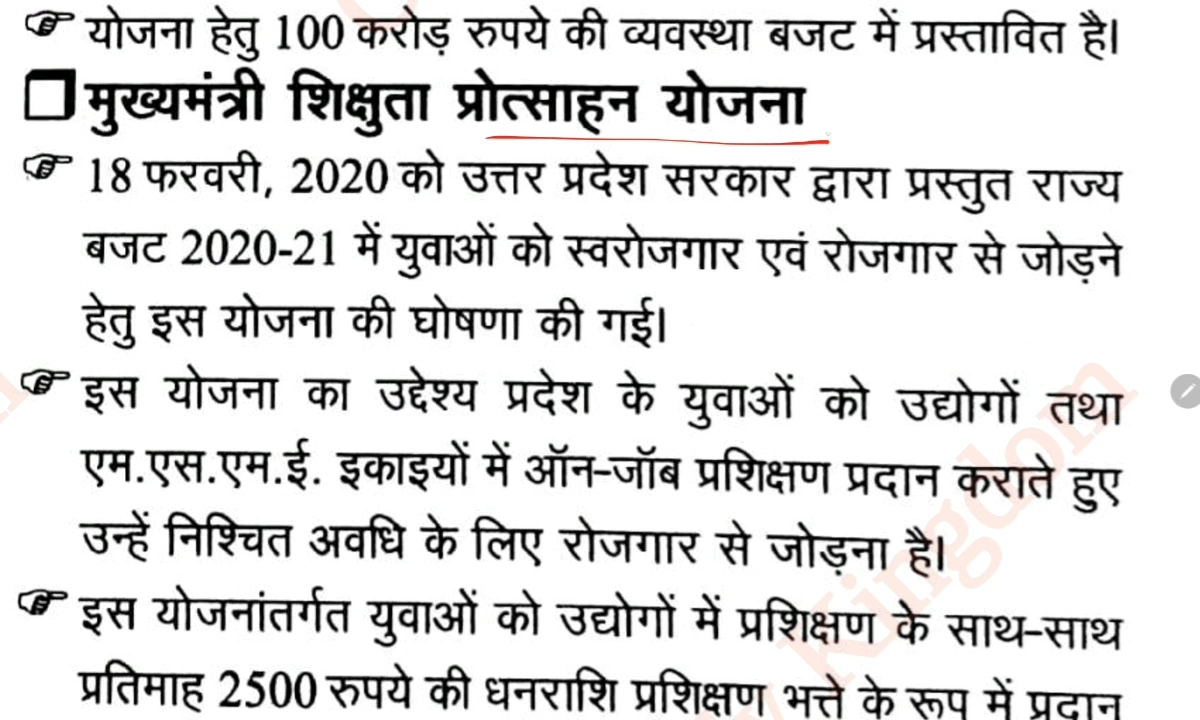 योजना हेतु 100 करोड़ रुपये की व्यवस्था बजट में प्रस्तावित है।
मुख्यमंत्री शिक्षुता प्रोत्साहन योजना
18 फरवरी, 2020 को उत्तर प्रदेश सरकार द्वारा प्रस्तुत राज्य
बजट 2020-21 में युवाओं को स्वरोजगार एवं रोजगार से जोड़ने
हेतु इस योजना की घोषणा की गई।
इस योजना का उद्देश्य प्रदेश के युवाओं को उद्योगों तथा
एम.एस.एम.ई. इकाइयों में ऑन-जॉब प्रशिक्षण प्रदान कराते हुए
उन्हें निश्चित अवधि के लिए रोजगार से जोड़ना है।
इस योजनांतर्गत युवाओं को उद्योगों में प्रशिक्षण के साथ-साथ
प्रतिमाह 2500 रुपये की धनराशि प्रशिक्षण भत्ते के रूप में प्रदान
Kingdom